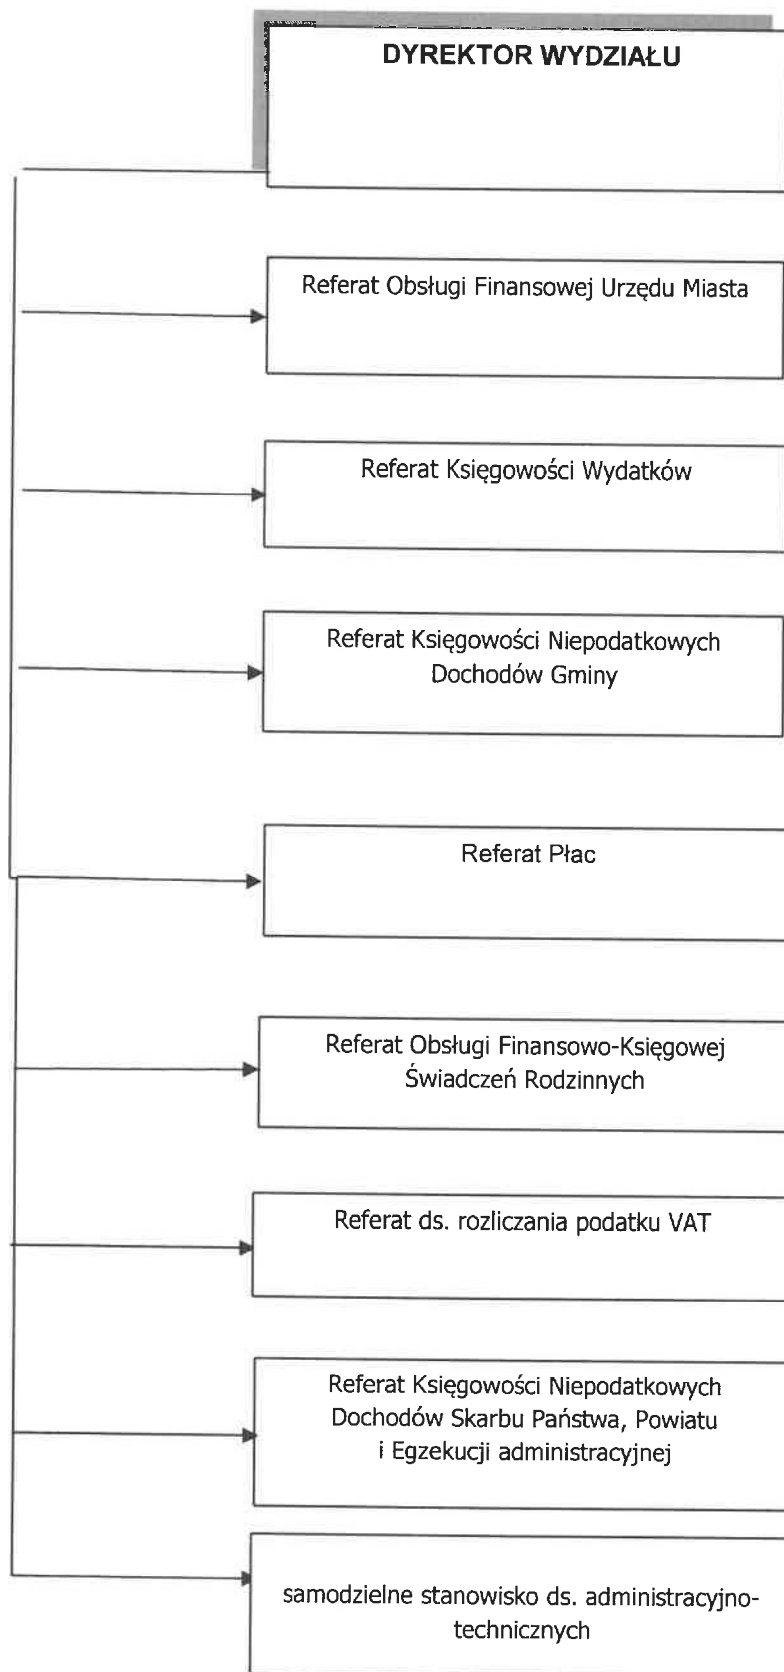 DYREKTOR WYDZIAŁU
Referat Obsługi Finansowej Urzędu Miasta
Referat Księgowości Wydatków
Referat Księgowości Niepodatkowych
Dochodów Gminy
Referat Płac
Referat Obsługi Finansowo-Księgowej
Świadczeń Rodzinnych
Referat ds. rozliczania podatku VAT
Referat Księgowości Niepodatkowych
Dochodów Skarbu Państwa, Powiatu
i Egzekucji administracyjnej
samodzielne stanowisko ds. administracyjno-
technicznych